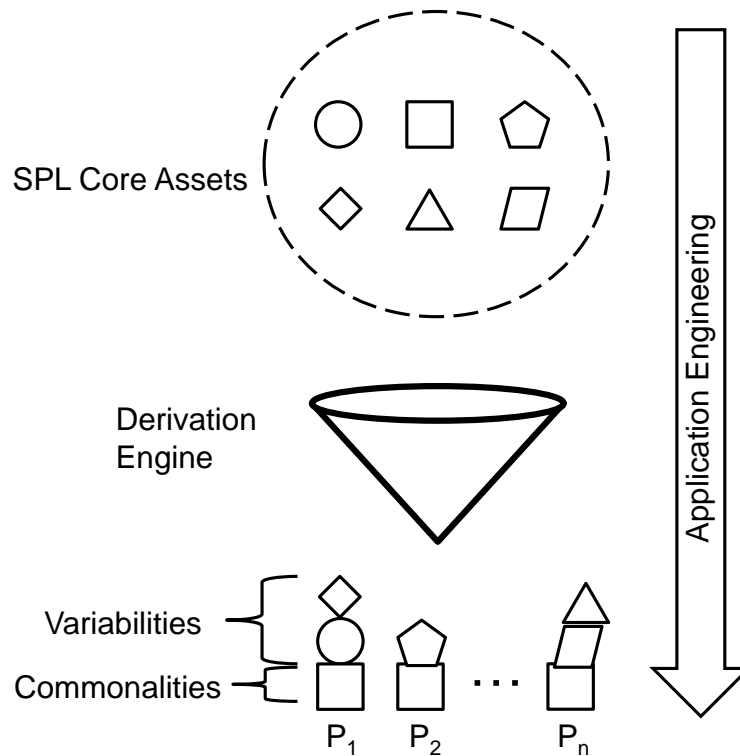 SPL Core Assets
Derivation
Engine
Application Engineering
Variabilities
Commonalities
...
P1 P2 Pn